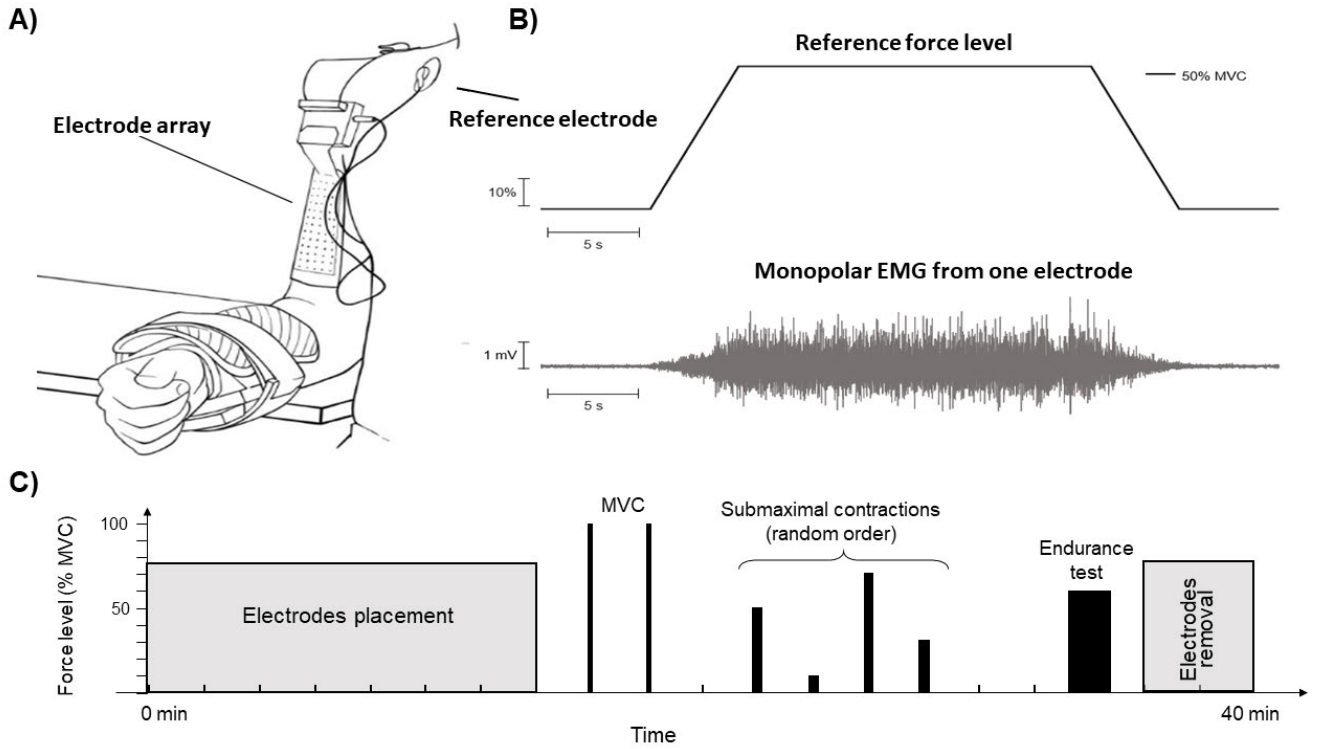 A)
Electrode array
Reference electrode
B)
Reference force level
50% MVC
10%
5 s
Monopolar EMG from one electrode
1 mV
5 s
C)
Force level (% MVC)
100
50
Electrodes placement
MVC
Submaximal contractions
(random order)
Endurance
test
Electrodes
removal
0 min
40 min
Time